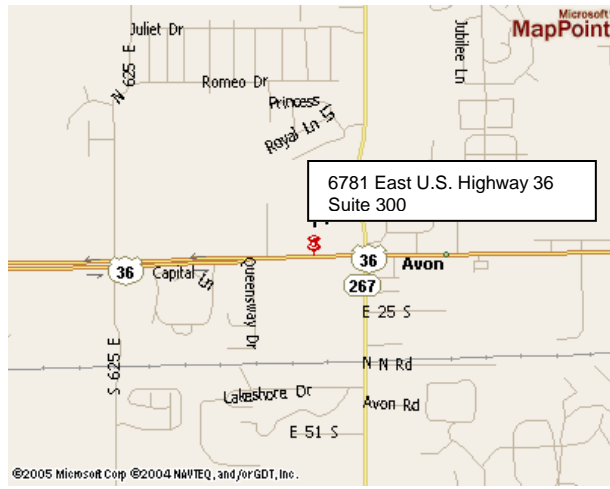 Microsoft
MapPoint
Juliet Dr
N 625 E
Jubilee Ln
Romeo Dr
Princess Ln
Royal Ln
6781 East U.S. Highway 36
Suite 300
36
36
Avon
Capital Ln
267
Queensway Dr
E 25 S
S 625 E
N N Rd
Lakeshore Dr
Avon Rd
E 51 S
©2005 Microsoft Corp ©2004 NAVTEQ, and/or GDT, Inc.